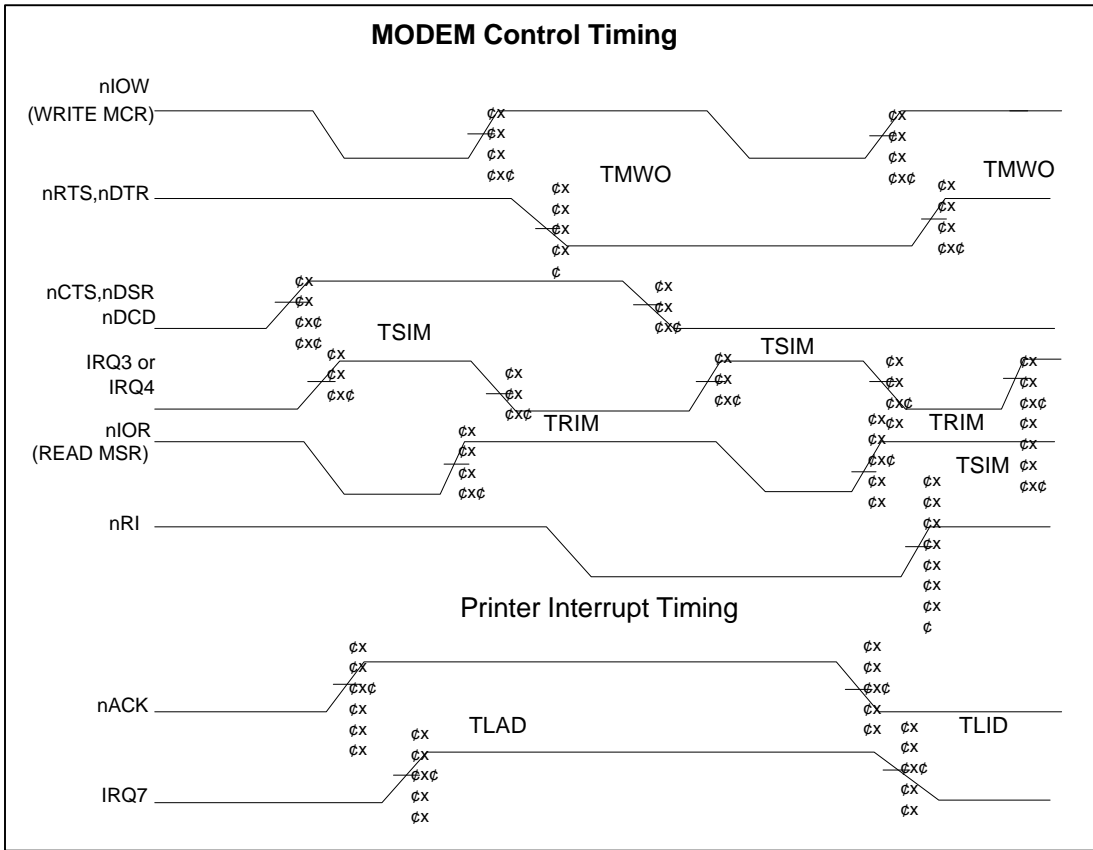 MODEM Control Timing
nIOW
(WRITE MCR)
¢x
¢x
¢x
¢x¢
¢x
¢x
¢x
¢x¢
TMWO
TMWO
nRTS,nDTR
¢x
¢x
¢x
¢x
¢
¢x
¢x
¢x
¢x¢
nCTS,nDSR
nDCD
¢x
¢x
¢x¢
¢x¢
¢x
¢x
¢x¢
TSIM
TSIM
IRQ3 or
IRQ4
¢x
¢x
¢x¢
¢x
¢x
¢x¢
¢x
¢x
¢x¢
¢x
¢x
¢x¢
¢x
¢x
¢x
¢x¢
¢x
¢x
¢x
¢x¢
TRIM
TRIM
nIOR
(READ MSR)
¢x
¢x
¢x
¢x¢
¢x
¢x
¢x¢
¢x
¢x
TSIM
nRI
¢x
¢x
¢x
¢x
¢x
¢x
¢x
¢
Printer Interrupt Timing
nACK
¢x
¢x
¢x¢
¢x
¢x
¢x
¢x
¢x
¢x¢
¢x
¢x
TLAD
TLID
IRQ7
¢x
¢x
¢x¢
¢x
¢x
¢x
¢x
¢x¢
¢x
¢x